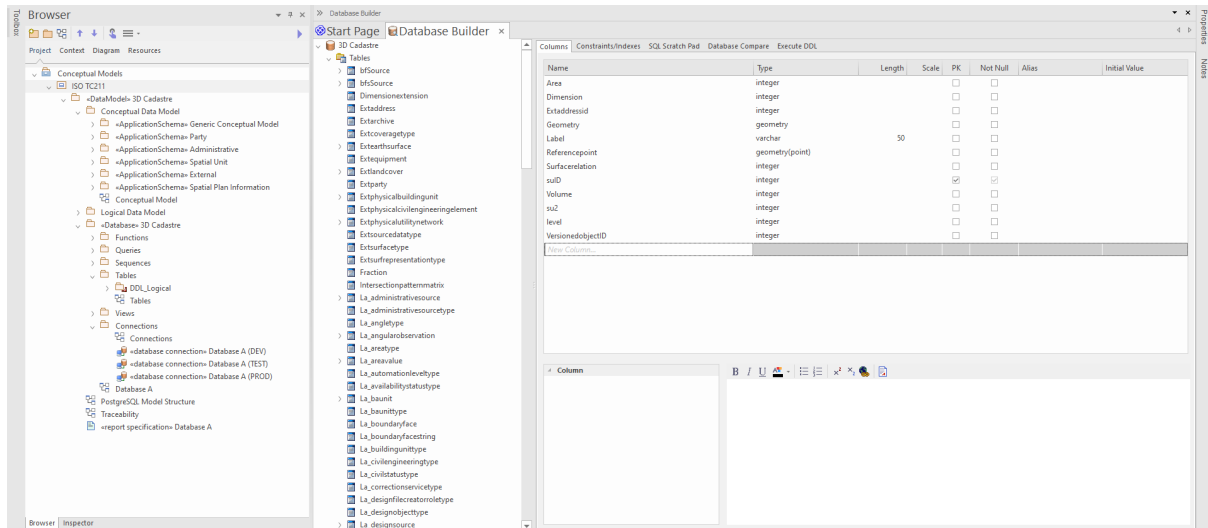 Toolbox
Browser
Project Context Diagram Resources
Conceptual Models
ISO TC211
«DataModel» 3D Cadastre
Conceptual Data Model
«ApplicationSchema» Generic Conceptual Model
«ApplicationSchema» Party
«ApplicationSchema» Administrative
«ApplicationSchema» Spatial Unit
«ApplicationSchema» External
«ApplicationSchema» Spatial Plan Information
Conceptual Model
Logical Data Model
«Database» 3D Cadastre
Functions
Queries
Sequences
Tables
DDL_Logical
Tables
Views
Connections
Connections
«database connection» Database A (DEV)
«database connection» Database A (TEST)
«database connection» Database A (PROD)
Database A
PostgreSQL Model Structure
Traceability
«report specification» Database A
Browser Inspector
Database Builder
Start Page Database Builder ×
3D Cadastre
Tables
bfSource
bfsSource
Dimensionextension
Extaddress
Extarchive
Extcoveragetype
Extearthsurface
Extequipment
Extlandcover
Extparty
Extphysicalbuildingunit
Extphysicalcivilengineeringelement
Extphysicalutilitynetwork
Extsourcedatatype
Extsurfacetype
Extsurfrepresentationtype
Fraction
Intersectionpatternmatrix
La_administrativesource
La_administrativesourcetype
La_angletype
La_angularobservation
La_areatype
La_areavalue
La_automationleveltype
La_availabilitystatustype
La_baunit
La_baunittype
La_boundaryface
La_boundaryfacestring
La_buildingunittype
La_civilengineeringtype
La_civilstatustype
La_correctionservicetype
La_designfilecreatorroletype
La_designobjecttype
La_designsource
Columns Constraints/Indexes SQL Scratch Pad Database Compare Execute DDL
Name Type Length Scale PK Not Null Alias Initial Value
Area integer
Dimension integer
Extaddressid integer
Geometry geometry
Label varchar 50
Referencepoint geometry(point)
Surfacerelation integer
suID integer
Volume integer
su2 integer
level integer
VersionedobjectID integer
New Column...
Column
B I U A x² x₁
Properties
Notes